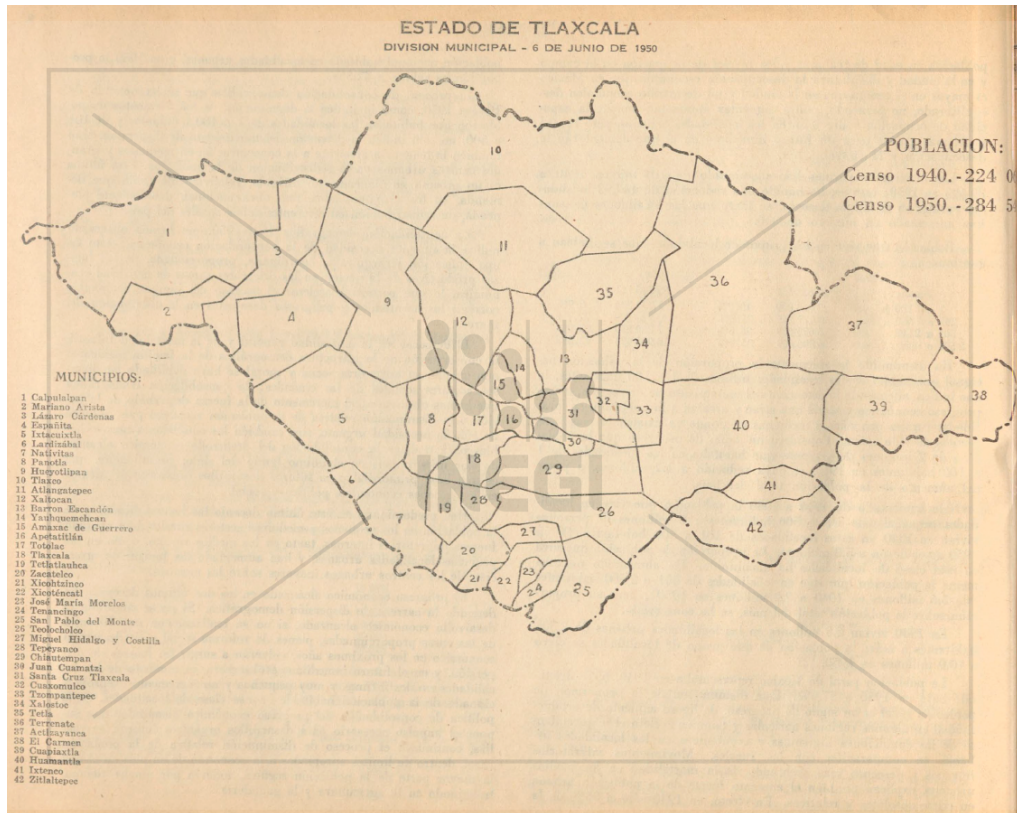 ESTADO DE TLAXCALA
DIVISION MUNICIPAL - 6 DE JUNIO DE 1950
POBLACION:
Censo 1940.-224 0
Censo 1950.-284 5
10
1
11
3
36
35
2
9
4
12
37
34
13
14
15
38
32
39
5
8
17
16
31
33
40
30
18
29
6
41
28
19
26
7
42
27
20
23
21
22
24
25
INEGI
MUNICIPIOS:
1 Calpulalpan
2 Mariano Arista
3 Lázaro Cárdenas
4 Españita
5 Ixtacuixtla
6 Lardizábal
7 Nativitas
8 Panotla
9 Hueyotlipan
10 Tlaxco
11 Atlangatepec
12 Xaltocan
13 Barron Escandón
14 Yauhquemehcan
15 Amaxac de Guerrero
16 Apetatitlán
17 Totolac
18 Tlaxcala
19 Tetlatlauhca
20 Zacatelco
21 Xicohtzinco
22 Xicoténcatl
23 José María Morelos
24 Tenancingo
25 San Pablo del Monte
26 Teolocholco
27 Miguel Hidalgo y Costilla
28 Tepeyanco
29 Chiautempan
30 Juan Cuamatzi
31 Santa Cruz Tlaxcala
32 Cuaxomulco
33 Tzompantepec
34 Xaloztoc
35 Tetla
36 Terrenate
37 Actlzayanca
38 El Carmen
39 Cuapiaxtla
40 Huamantla
41 Ixtenco
42 Zitlaltepec